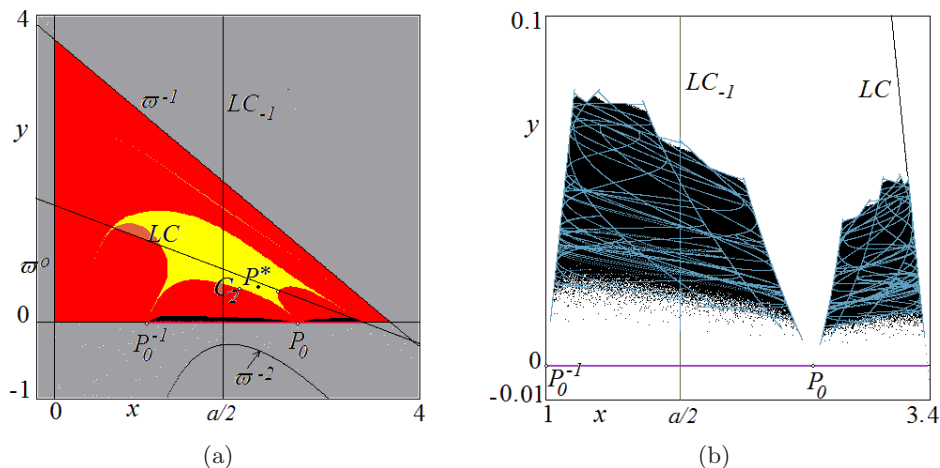 4
ϖ⁻¹
LC₋₁
y
LC
ϖ⁰
P*
C₂
0
P₀⁻¹
P₀
ϖ⁻²
-1
0
x
a/2
4
(a)
0.1
LC₋₁
LC
y
0
P₀⁻¹
P₀
-0.01
1
x
a/2
3.4
(b)